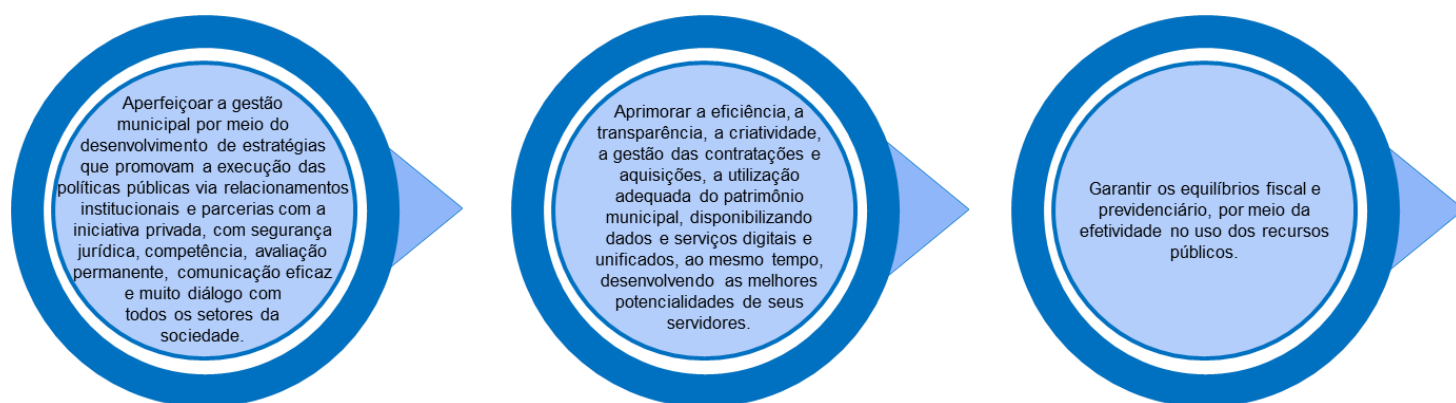 Aperfeiçoar a gestão
municipal por meio do
desenvolvimento de estratégias
que promovam a execução das
políticas públicas via relacionamentos
institucionais e parcerias com a
iniciativa privada, com segurança
jurídica, competência, avaliação
permanente, comunicação eficaz
e muito diálogo com
todos os setores da
sociedade.
Aprimorar a eficiência, a
transparência, a criatividade,
a gestão das contratações e
aquisições, a utilização
adequada do patrimônio
municipal, disponibilizando
dados e serviços digitais e
unificados, ao mesmo tempo,
desenvolvendo as melhores
potencialidades de seus
servidores.
Garantir os equilíbrios fiscal e
previdenciário, por meio da
efetividade no uso dos recursos
públicos.